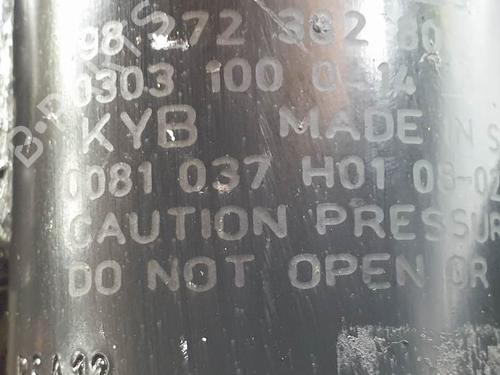 98 272 382 80
0303 100 0-14
KYB MADE IN S
0081 037 H01 08-02
CAUTION PRESSUR
DO NOT OPEN OR